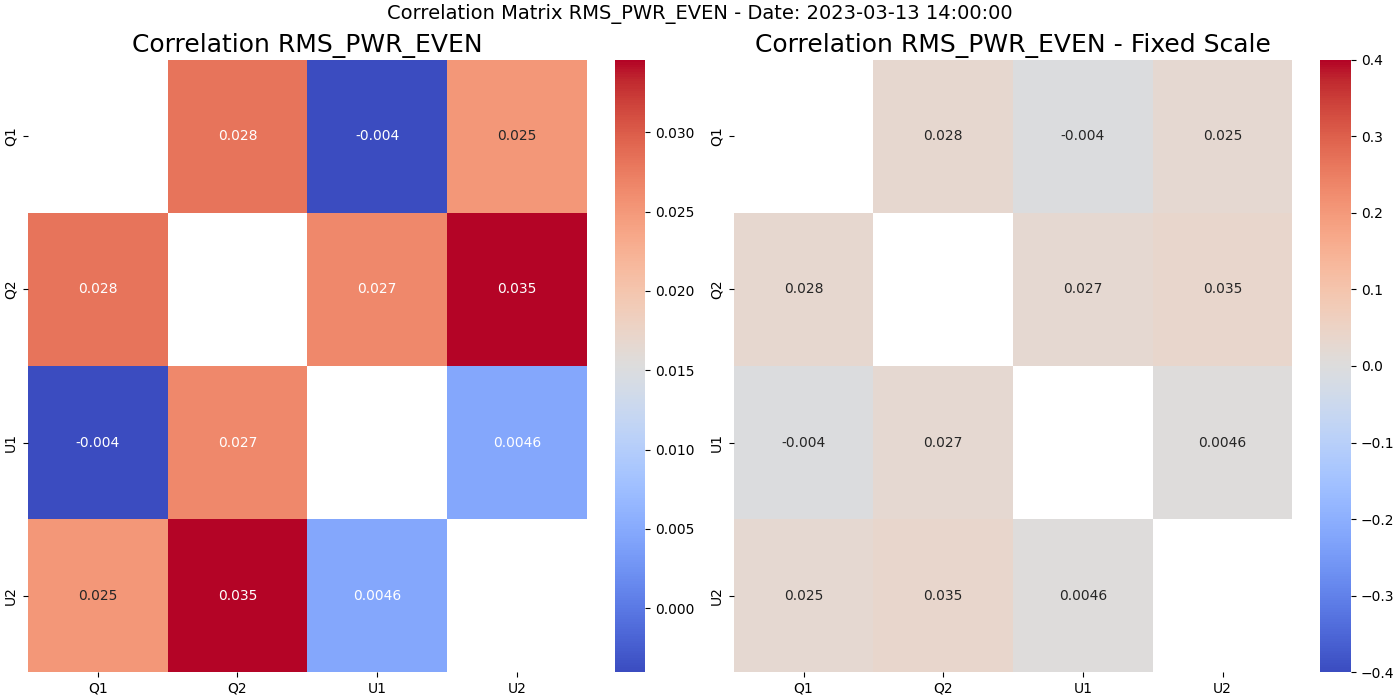 Correlation Matrix RMS_PWR_EVEN - Date: 2023-03-13 14:00:00
Correlation RMS_PWR_EVEN
Q1
0.028
-0.004
0.025
Q2
0.028
0.027
0.035
U1
-0.004
0.027
0.0046
U2
0.025
0.035
0.0046
Q1
Q2
U1
U2
0.030
0.025
0.020
0.015
0.010
0.005
0.000
Correlation RMS_PWR_EVEN - Fixed Scale
Q1
0.028
-0.004
0.025
Q2
0.028
0.027
0.035
U1
-0.004
0.027
0.0046
U2
0.025
0.035
0.0046
Q1
Q2
U1
U2
0.4
0.3
0.2
0.1
0.0
−0.1
−0.2
−0.3
−0.4